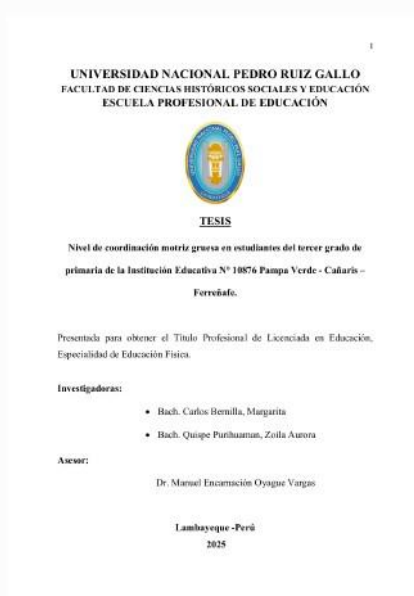 1
UNIVERSIDAD NACIONAL PEDRO RUIZ GALLO
FACULTAD DE CIENCIAS HISTÓRICOS SOCIALES Y EDUCACIÓN
ESCUELA PROFESIONAL DE EDUCACIÓN
TESIS
Nivel de coordinación motriz gruesa en estudiantes del tercer grado de
primaria de la Institución Educativa N° 10876 Pampa Verde - Cañaris –
Ferreñafe.
Presentada para obtener el Título Profesional de Licenciada en Educación,
Especialidad de Educación Física.
Investigadoras:
• Bach. Carlos Bernilla, Margarita
• Bach. Quispe Purihuaman, Zoila Aurora
Asesor:
Dr. Manuel Encarnación Oyague Vargas
Lambayeque -Perú
2025